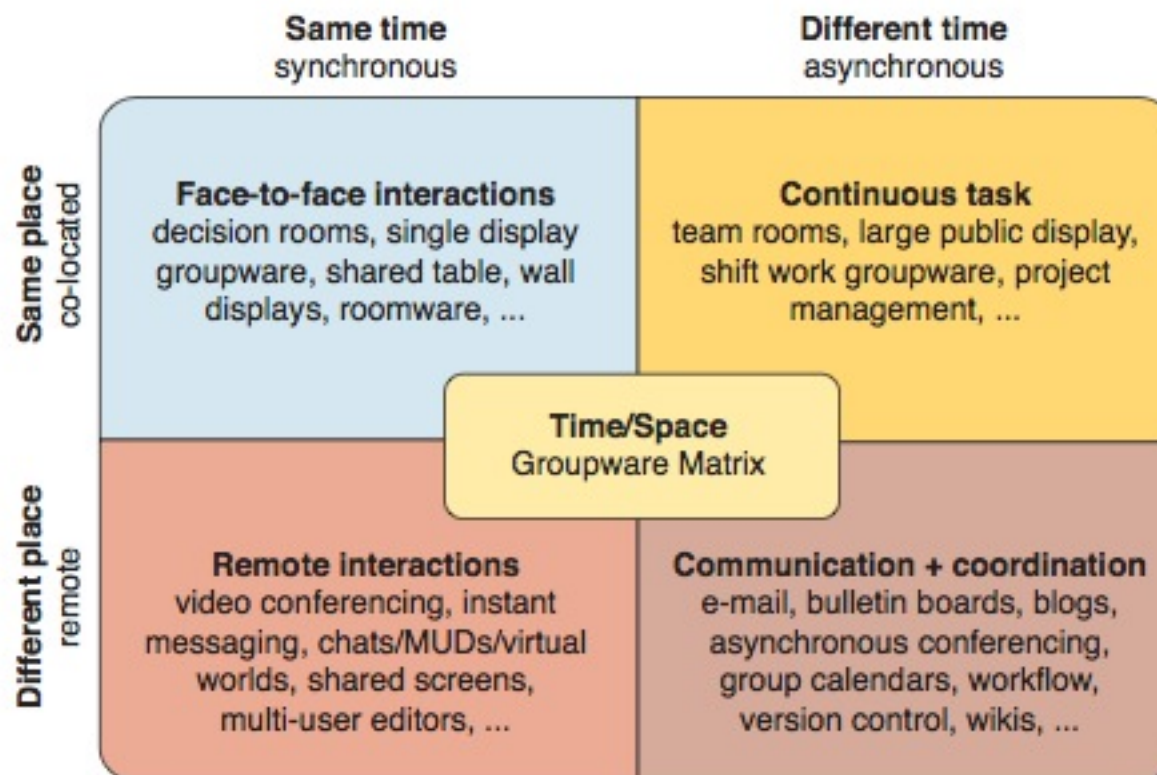 Same time
synchronous
Different time
asynchronous
Same place
co-located
Face-to-face interactions
decision rooms, single display
groupware, shared table, wall
displays, roomware, ...
Continuous task
team rooms, large public display,
shift work groupware, project
management, ...
Time/Space
Groupware Matrix
Different place
remote
Remote interactions
video conferencing, instant
messaging, chats/MUDs/virtual
worlds, shared screens,
multi-user editors, ...
Communication + coordination
e-mail, bulletin boards, blogs,
asynchronous conferencing,
group calendars, workflow,
version control, wikis, ...